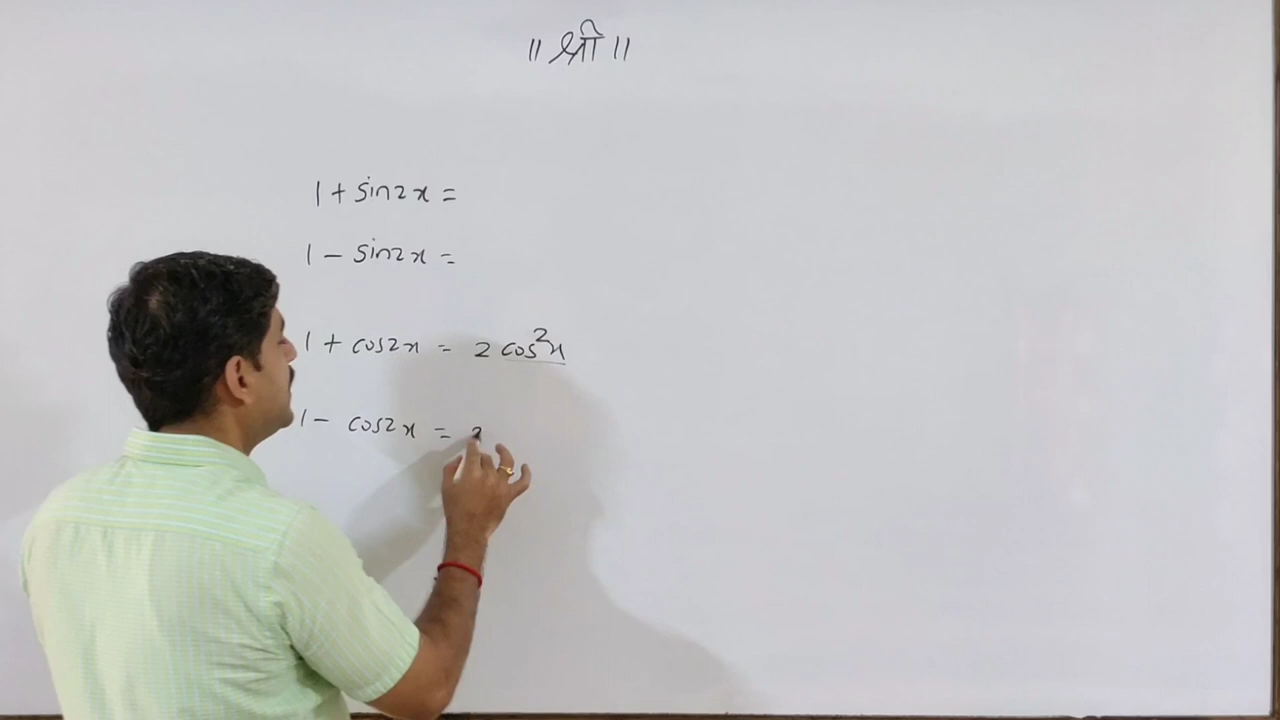 ॥ श्री ॥
1 + sin2x =
1 - sin2x =
1 + cos2x = 2 cos²x
1 - cos2x = 2